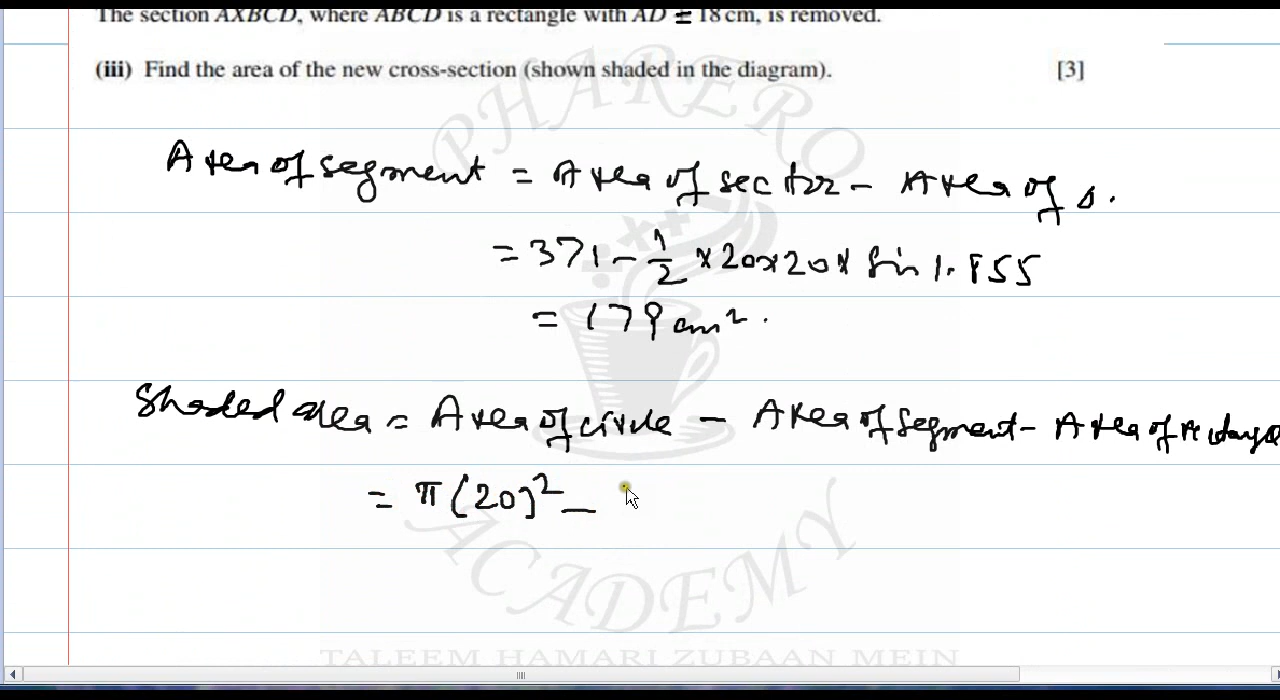 The section AXBCD, where ABCD is a rectangle with AD = 18 cm, is removed.
(iii) Find the area of the new cross-section (shown shaded in the diagram). [3]
PHARERO
Area of segment = Area of sector - Area of Δ.
= 371 - 1/2 × 20 × 20 × Sin 1.855
= 179 cm².
Shaded area = Area of circle - Area of Segment - Area of
= π(20)² -
ACADEMY
TALEEM HAMARI ZUBAAN MEIN